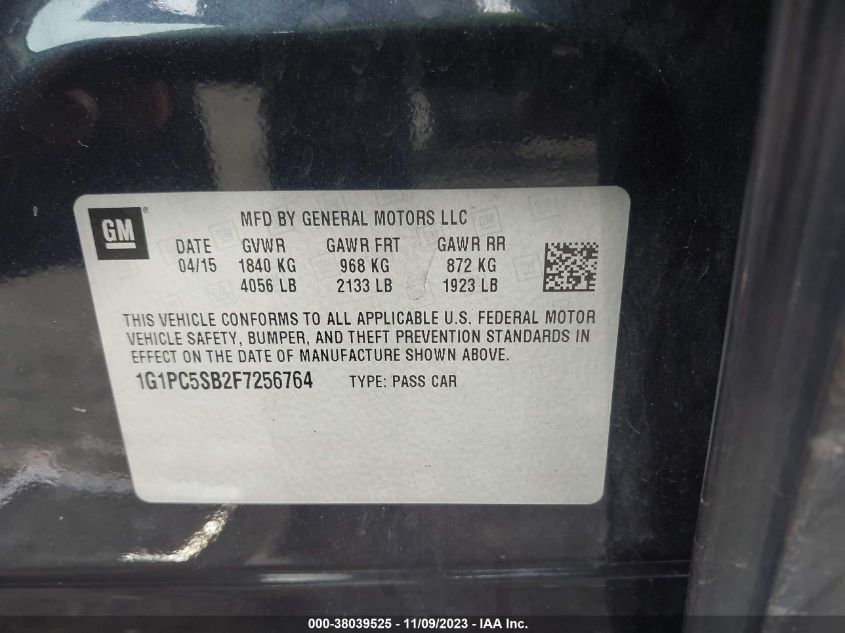 GM ®
MFD BY GENERAL MOTORS LLC
DATE GVWR GAWR FRT GAWR RR
04/15 1840 KG 968 KG 872 KG
4056 LB 2133 LB 1923 LB
THIS VEHICLE CONFORMS TO ALL APPLICABLE U.S. FEDERAL MOTOR
VEHICLE SAFETY, BUMPER, AND THEFT PREVENTION STANDARDS IN
EFFECT ON THE DATE OF MANUFACTURE SHOWN ABOVE.
1G1PC5SB2F7256764 TYPE: PASS CAR
000-38039525 - 11/09/2023 - IAA Inc.